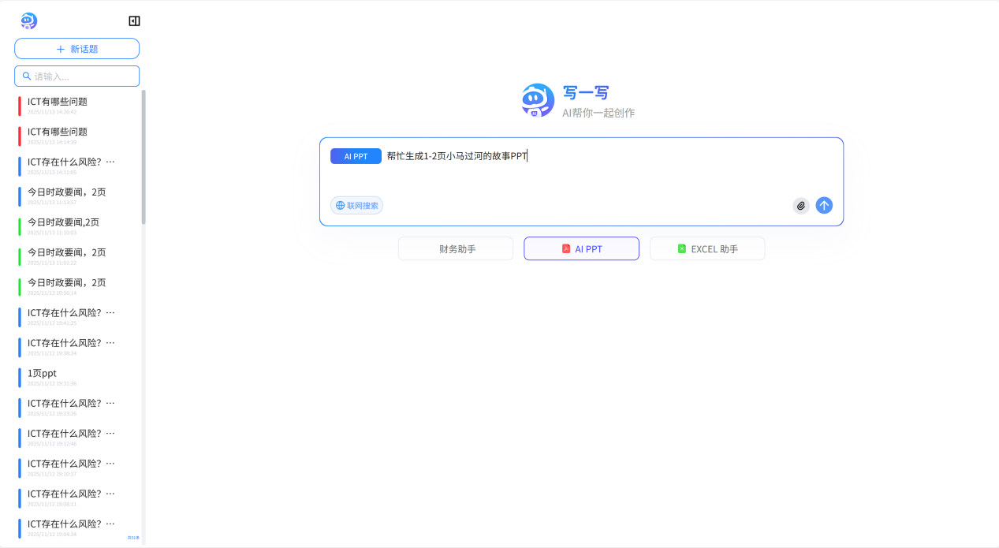 新话题
请输入...
ICT有哪些问题
2025/11/13 14:26:42
ICT有哪些问题
2025/11/13 14:14:39
ICT存在什么风险？…
2025/11/13 14:11:05
今日时政要闻，2页
2025/11/13 11:13:57
今日时政要闻,2页
2025/11/13 11:10:03
今日时政要闻，2页
2025/11/13 11:01:22
今日时政要闻，2页
2025/11/13 10:56:14
ICT存在什么风险？…
2025/11/12 19:41:25
ICT存在什么风险？…
2025/11/12 19:38:34
1页ppt
2025/11/12 19:31:36
ICT存在什么风险？…
2025/11/12 19:23:26
ICT存在什么风险？…
2025/11/12 19:12:46
ICT存在什么风险？…
2025/11/12 19:10:37
ICT存在什么风险？…
2025/11/12 19:08:11
ICT存在什么风险？…
2025/11/12 19:04:34
写一写
AI帮你一起创作
AI PPT 帮忙生成1-2页小马过河的故事PPT
联网搜索
财务助手
AI PPT
EXCEL 助手